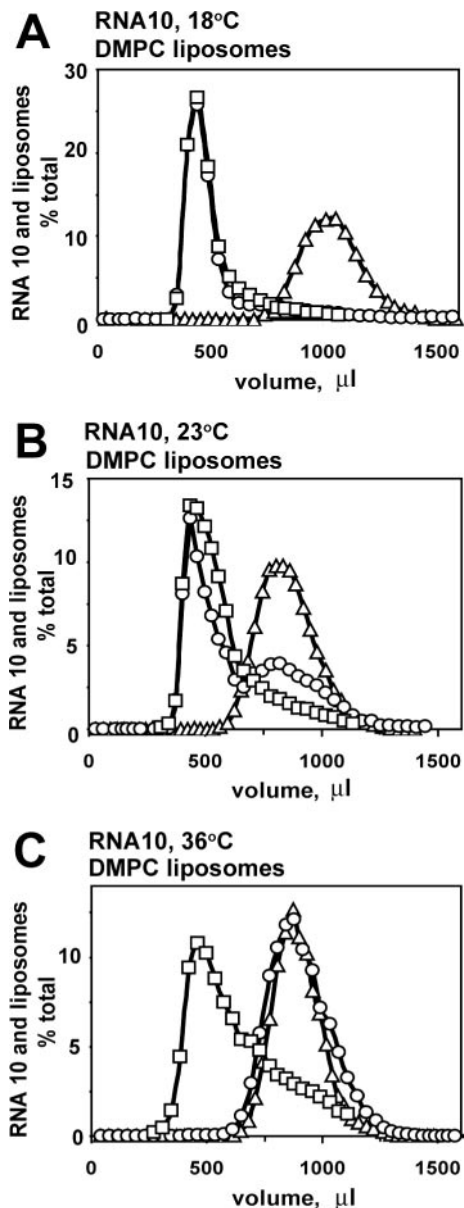 A
RNA10, 18°C
DMPC liposomes
RNA 10 and liposomes
% total
30
20
10
0
0 500 1000 1500
volume, μl
B
RNA10, 23°C
DMPC liposomes
RNA 10 and liposomes
% total
15
10
5
0
0 500 1000 1500
volume, μl
C
RNA10, 36°C
DMPC liposomes
RNA 10 and liposomes
% total
10
5
0
0 500 1000 1500
volume, μl